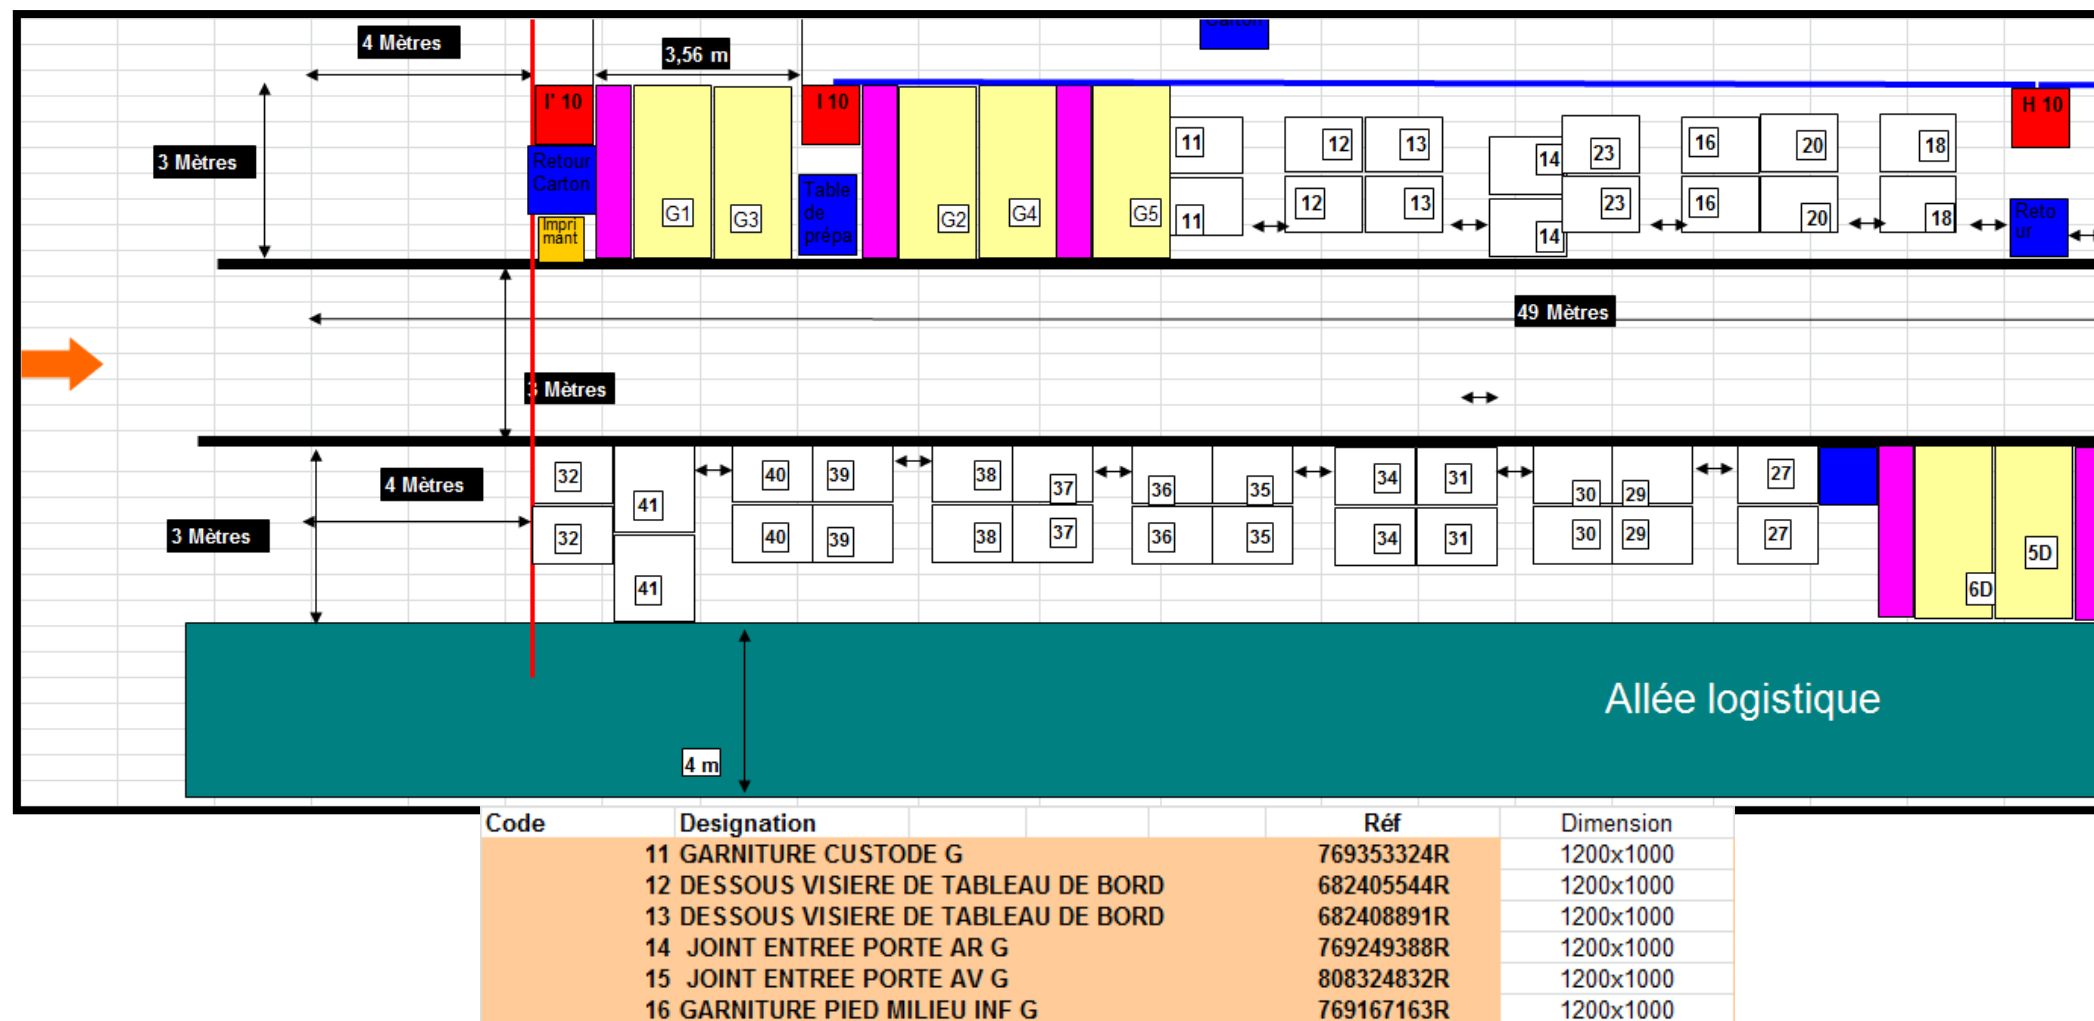 Carton
4 Mètres
3,56 m
I' 10
I 10
H 10
3 Mètres
Retour
Carton
Table
de
prépa
Impri
mànt
G1
G3
G2
G4
G5
11
12
13
14
23
16
20
18
11
12
13
14
23
16
20
18
Reto
ur
49 Mètres
3 Mètres
32
41
40
39
38
37
36
35
34
31
30
29
27
4 Mètres
3 Mètres
32
41
40
39
38
37
36
35
34
31
30
29
27
5D
6D
Allée logistique
4 m
Code Designation Réf Dimension
11 GARNITURE CUSTODE G 769353324R 1200x1000
12 DESSOUS VISIERE DE TABLEAU DE BORD 682405544R 1200x1000
13 DESSOUS VISIERE DE TABLEAU DE BORD 682408891R 1200x1000
14 JOINT ENTREE PORTE AR G 769249388R 1200x1000
15 JOINT ENTREE PORTE AV G 808324832R 1200x1000
16 GARNITURE PIED MILIEU INF G 769167163R 1200x1000